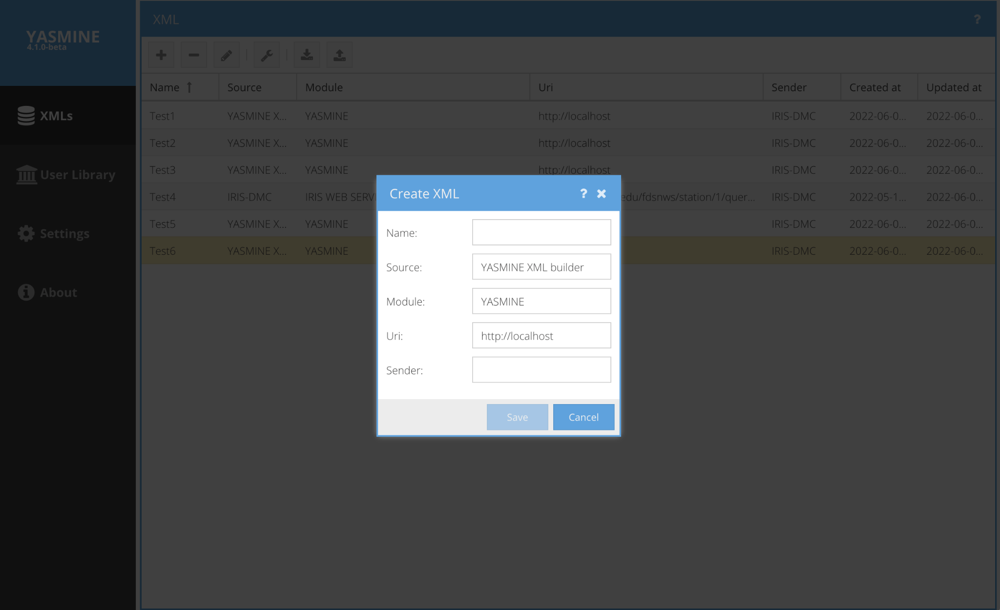 YASMINE
4.1.0-beta
XMLs
User Library
Settings
About
XML ?
Name Source Module Uri Sender Created at Updated at
Test1 YASMINE X... YASMINE http://localhost IRIS-DMC 2022-06-0... 2022-06-0...
Test2 YASMINE X... YASMINE http://localhost IRIS-DMC 2022-06-0... 2022-06-0...
Test3 YASMINE X... YASMINE http://localhost IRIS-DMC 2022-06-0... 2022-06-0...
Test4 IRIS-DMC IRIS WEB SERVI edu/fdsnws/station/1/quer... IRIS-DMC 2022-05-1... 2022-06-0...
Test5 YASMINE X... YASMINE IRIS-DMC 2022-06-0... 2022-06-0...
Test6 YASMINE X... YASMINE IRIS-DMC 2022-06-0... 2022-06-0...
Create XML ?
Name:
Source: YASMINE XML builder
Module: YASMINE
Uri: http://localhost
Sender:
Save Cancel